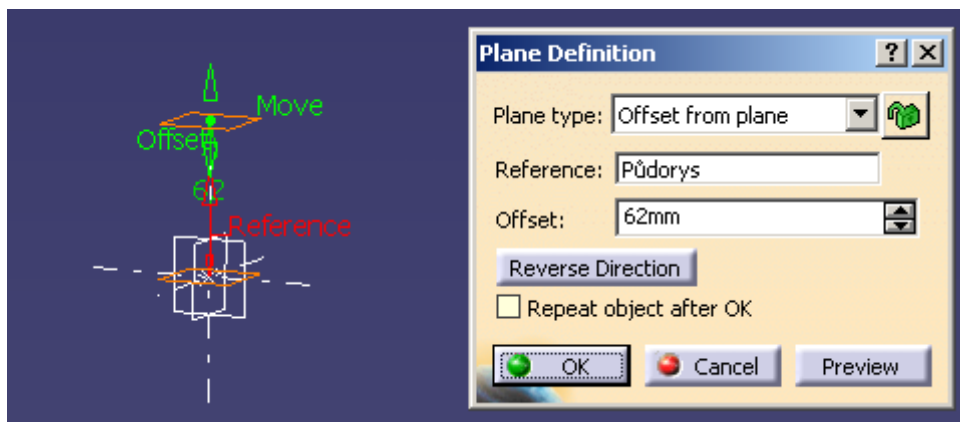 Move
Offset
62
Reference
Plane Definition
Plane type: Offset from plane
Reference: Půdorys
Offset: 62mm
Reverse Direction
Repeat object after OK
OK Cancel Preview